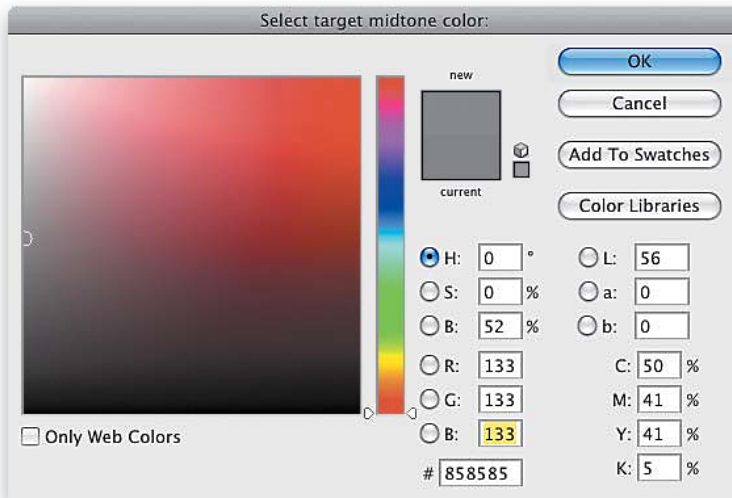 Select target midtone color:
new
current
OK
Cancel
Add To Swatches
Color Libraries
H: 0 °
S: 0 %
B: 52 %
R: 133
G: 133
B: 133
# 858585
L: 56
a: 0
b: 0
C: 50 %
M: 41 %
Y: 41 %
K: 5 %
Only Web Colors